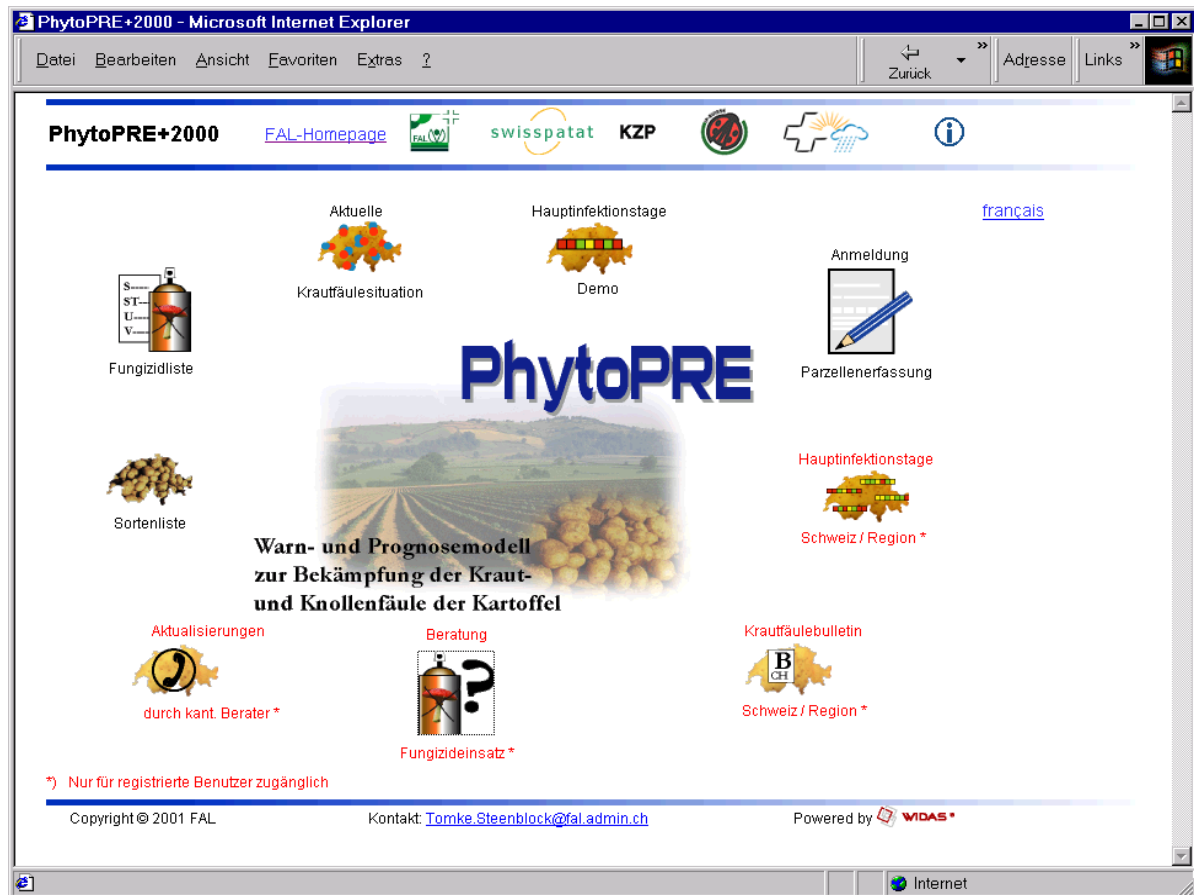 PhytoPRE+2000 - Microsoft Internet Explorer
Datei Bearbeiten Ansicht Favoriten Extras ?
Zurück
»
Adresse
Links
»
PhytoPRE+2000
FAL-Homepage
FAL
swisspatat
KZP
français
Aktuelle
Krautfäulesituation
Hauptinfektionstage
Demo
Anmeldung
Parzellenerfassung
S-----
ST---
U-----
V-----
Fungizidliste
PhytoPRE
Sortenliste
Hauptinfektionstage
Schweiz / Region *
Warn- und Prognosemodell
zur Bekämpfung der Kraut-
und Knollenfäule der Kartoffel
Aktualisierungen
durch kant. Berater *
Beratung
?
Fungizideinsatz *
Krautfäulebulletin
B
CH
Schweiz / Region *
*) Nur für registrierte Benutzer zugänglich
Copyright © 2001 FAL
Kontakt: Tomke.Steenblock@fal.admin.ch
Powered by WIDAS
Internet